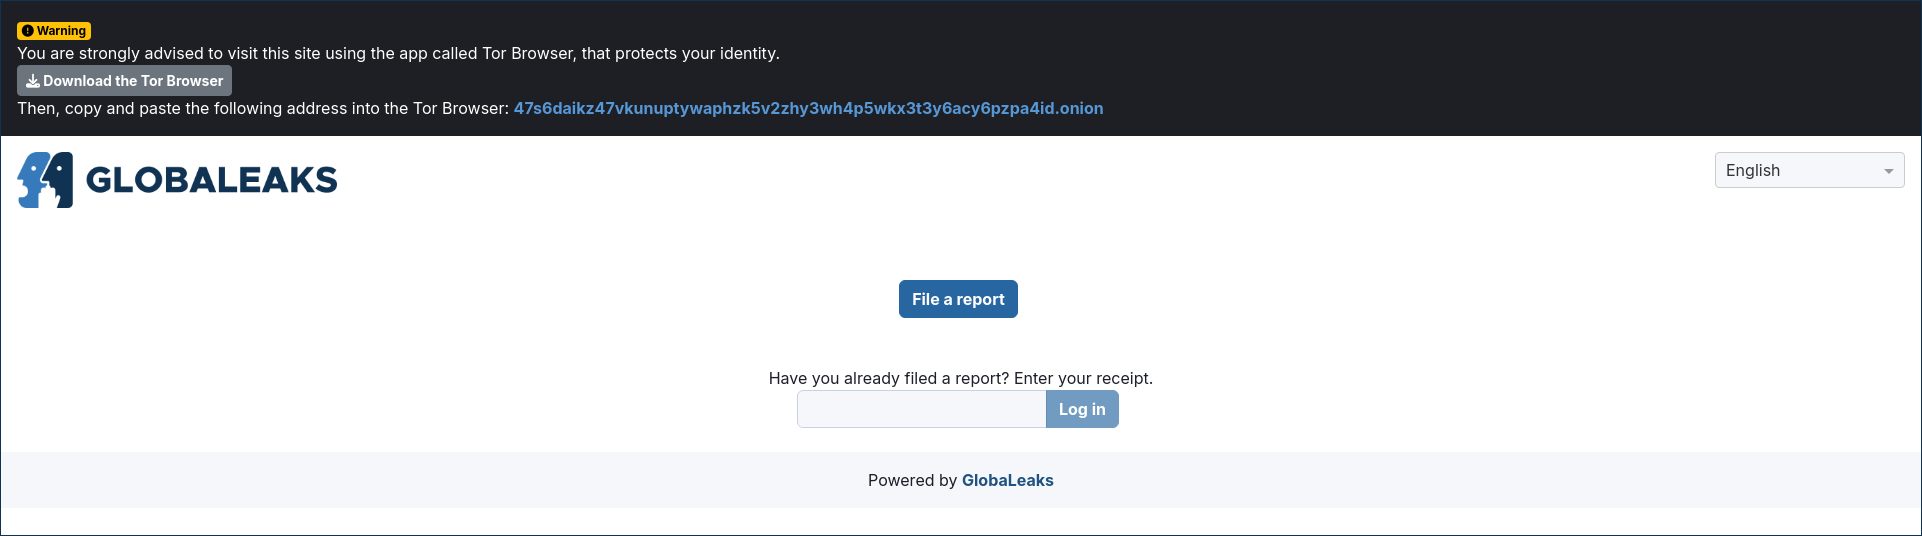 Warning
You are strongly advised to visit this site using the app called Tor Browser, that protects your identity.
Download the Tor Browser
Then, copy and paste the following address into the Tor Browser: 47s6daikz47vkunuptywaphzk5v2zhy3wh4p5wkx3t3y6acy6pzpa4id.onion
GLOBALEAKS
English
File a report
Have you already filed a report? Enter your receipt.
Log in
Powered by GlobaLeaks